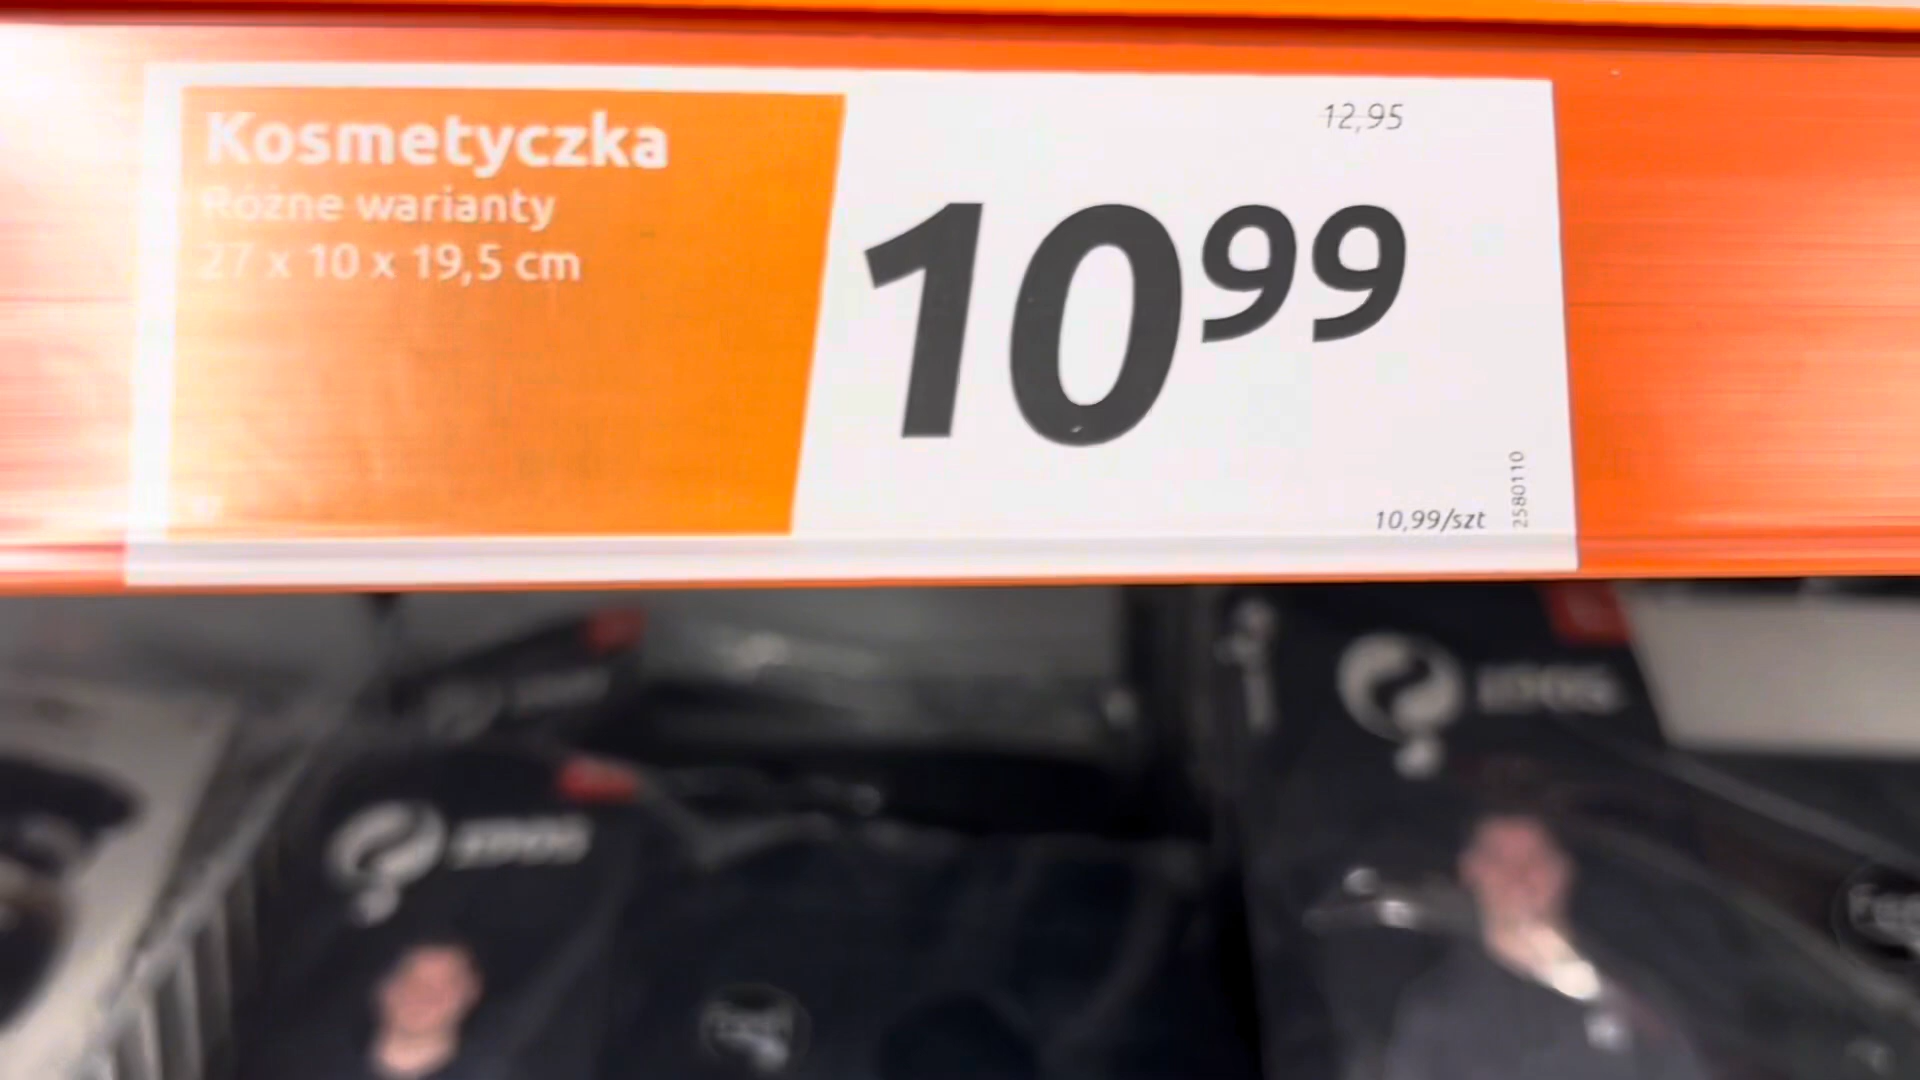 Kosmetyczka
Różne warianty
27 x 10 x 19,5 cm
12,95
10 99
10,99/szt
2580110